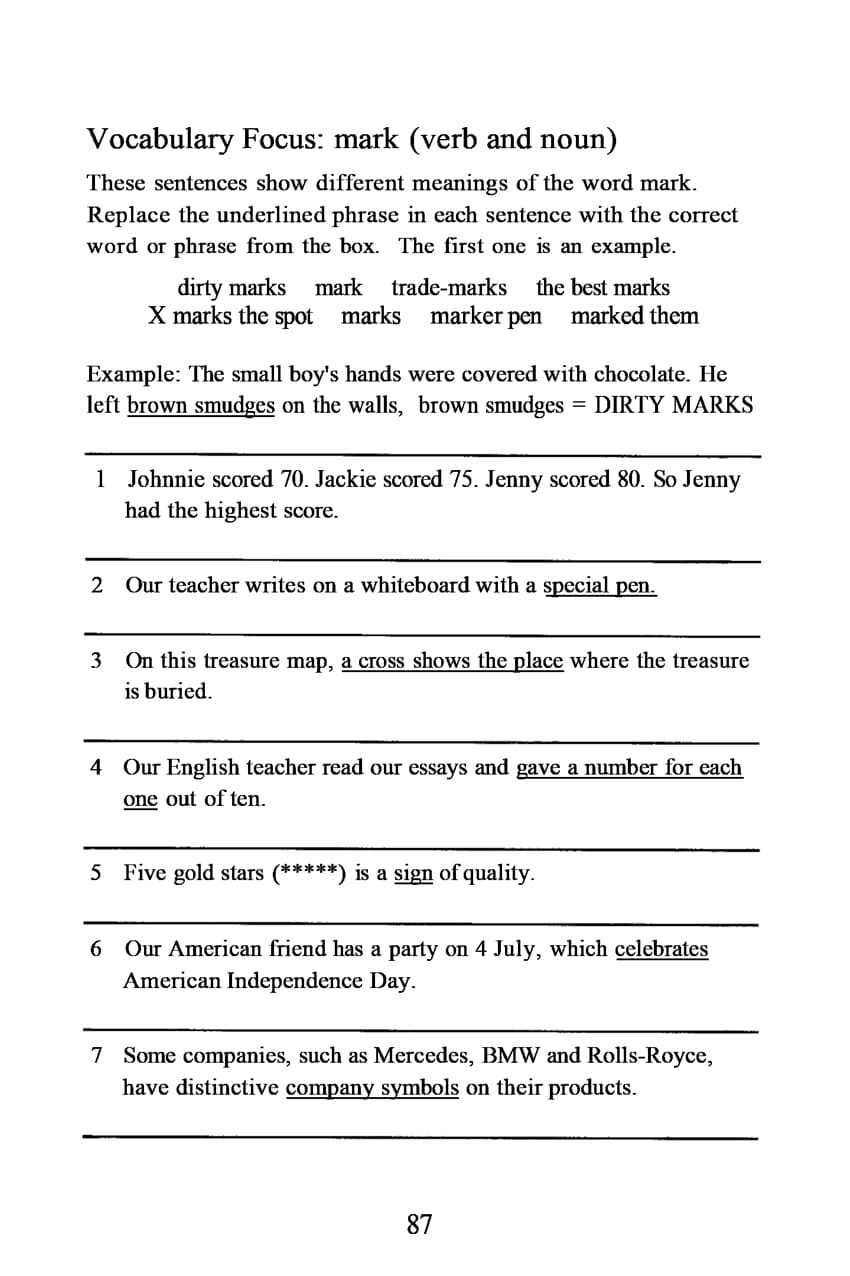 Vocabulary Focus: mark (verb and noun)
These sentences show different meanings of the word mark.
Replace the underlined phrase in each sentence with the correct
word or phrase from the box. The first one is an example.
dirty marks mark trade-marks the best marks
X marks the spot marks marker pen marked them
Example: The small boy's hands were covered with chocolate. He
left brown smudges on the walls, brown smudges = DIRTY MARKS
1 Johnnie scored 70. Jackie scored 75. Jenny scored 80. So Jenny
had the highest score.
2 Our teacher writes on a whiteboard with a special pen.
3 On this treasure map, a cross shows the place where the treasure
is buried.
4 Our English teacher read our essays and gave a number for each
one out of ten.
5 Five gold stars (*****) is a sign of quality.
6 Our American friend has a party on 4 July, which celebrates
American Independence Day.
7 Some companies, such as Mercedes, BMW and Rolls-Royce,
have distinctive company symbols on their products.
87